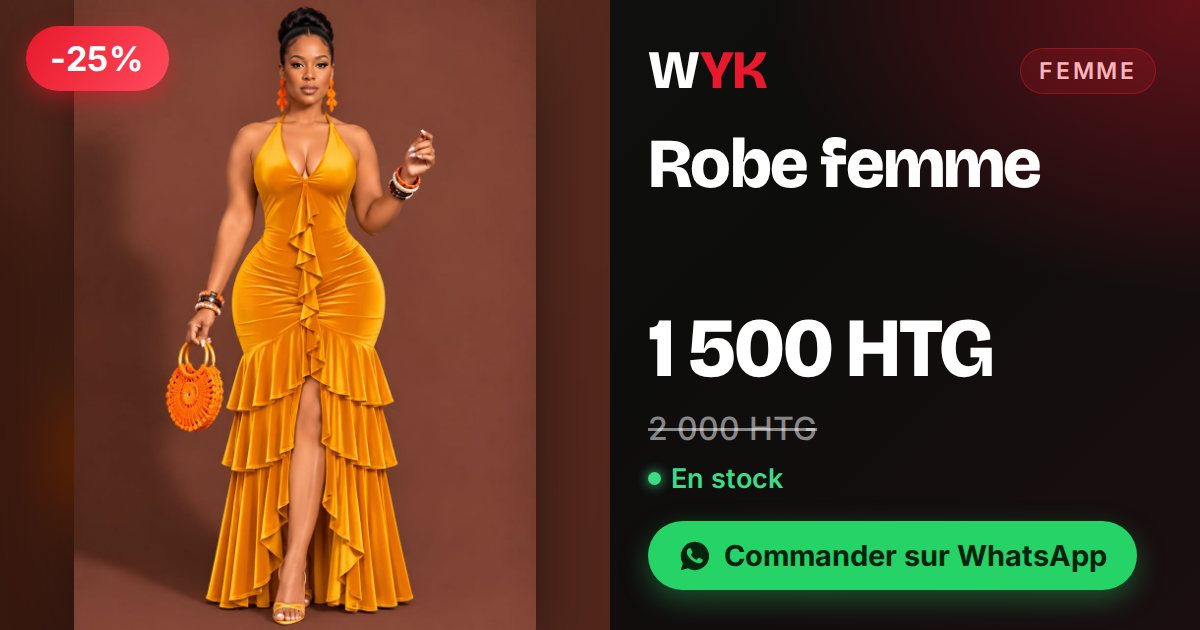 -25%
WYK
FEMME
Robe femme
1 500 HTG
2 000 HTG
En stock
Commander sur WhatsApp